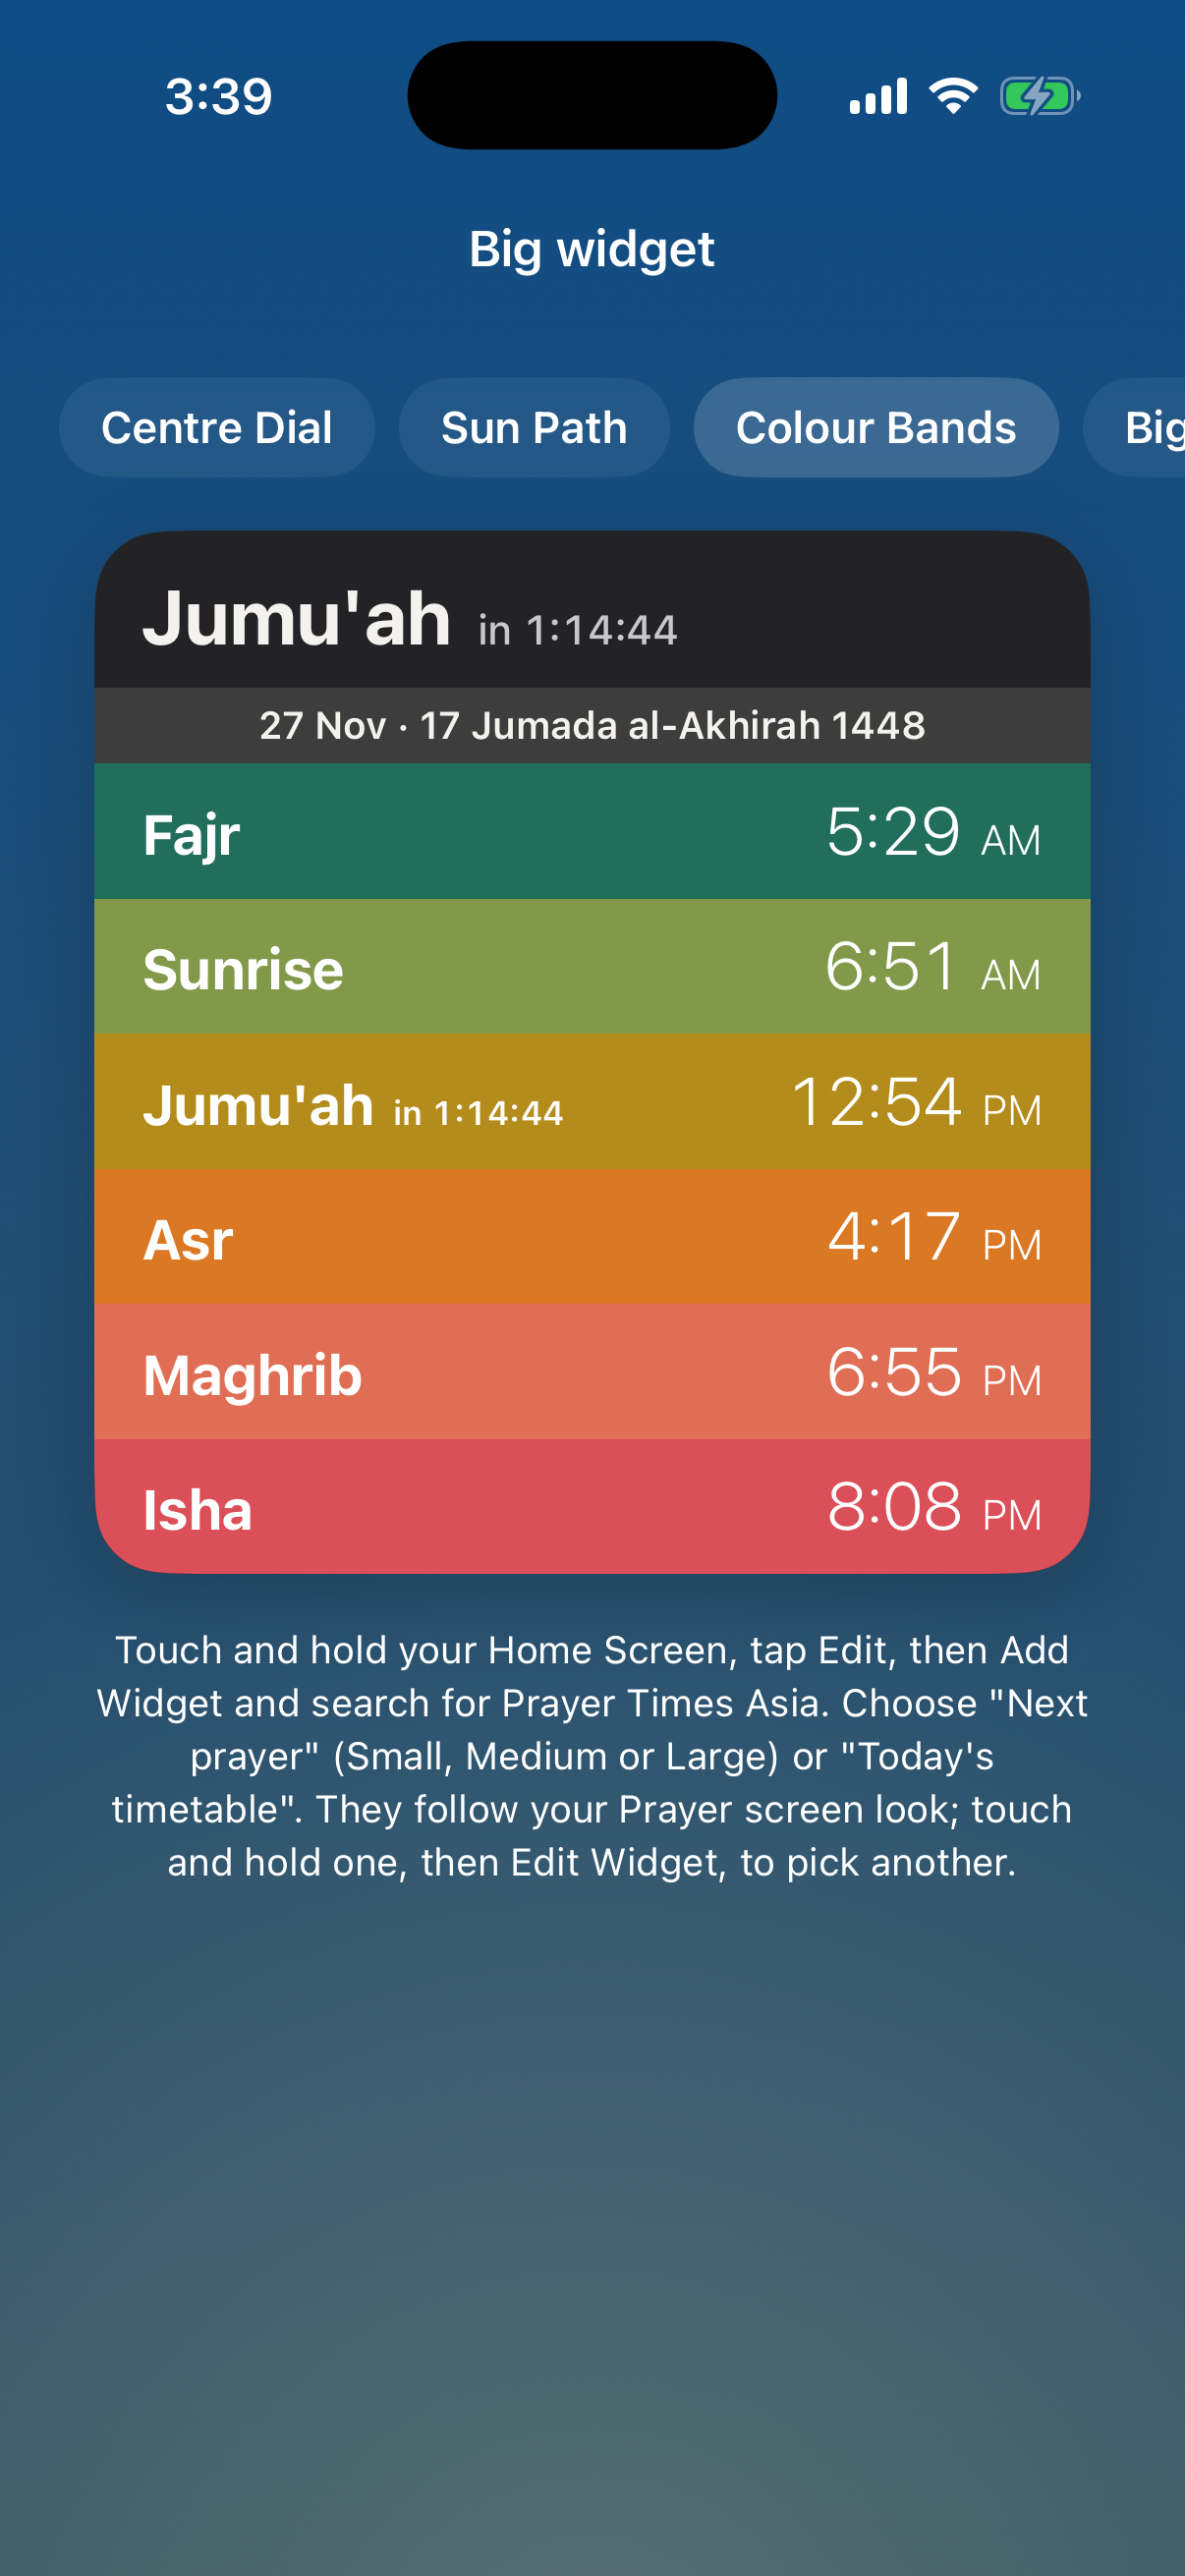 3:39
Big widget
Centre Dial Sun Path Colour Bands Big
Jumu'ah in 1:14:44
27 Nov · 17 Jumada al-Akhirah 1448
Fajr 5:29 AM
Sunrise 6:51 AM
Jumu'ah in 1:14:44 12:54 PM
Asr 4:17 PM
Maghrib 6:55 PM
Isha 8:08 PM
Touch and hold your Home Screen, tap Edit, then Add
Widget and search for Prayer Times Asia. Choose "Next
prayer" (Small, Medium or Large) or "Today's
timetable". They follow your Prayer screen look; touch
and hold one, then Edit Widget, to pick another.